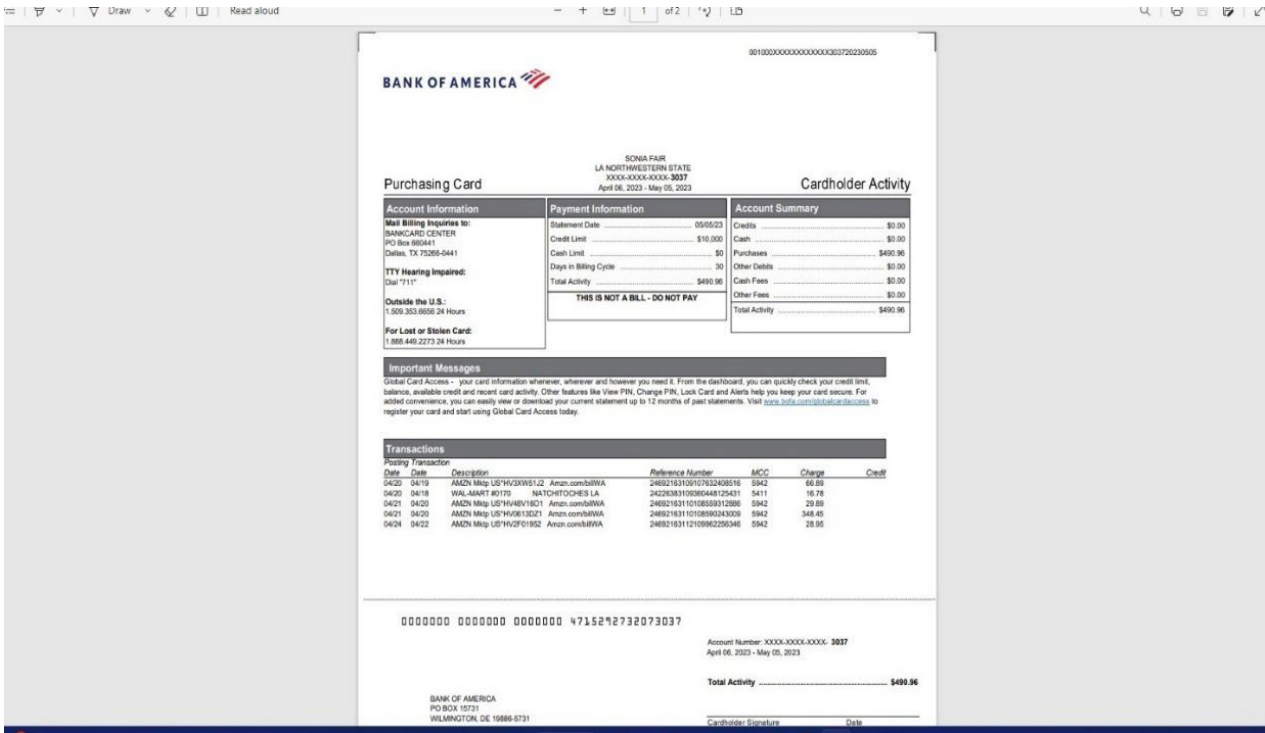 Draw
Read aloud
1 of 2
001000XXXXXXXXXXXX303720230505
BANK OF AMERICA
SONIA FAIR
LA NORTHWESTERN STATE
XXXX-XXXX-XXXX-3037
April 06, 2023 - May 05, 2023
Purchasing Card
Cardholder Activity
Account Information
Mail Billing Inquiries to:
BANKCARD CENTER
PO Box 660441
Dallas, TX 75266-0441
TTY Hearing Impaired:
Dial "711"
Outside the U.S.:
1.509.353.6656 24 Hours
For Lost or Stolen Card:
1.888.449.2273 24 Hours
Payment Information
Statement Date 05/05/23
Credit Limit $10,000
Cash Limit $0
Days in Billing Cycle 30
Total Activity $490.96
THIS IS NOT A BILL - DO NOT PAY
Account Summary
Credits $0.00
Cash $0.00
Purchases $490.96
Other Debits $0.00
Cash Fees $0.00
Other Fees $0.00
Total Activity $490.96
Important Messages
Global Card Access - your card information whenever, wherever and however you need it. From the dashboard, you can quickly check your credit limit,
balance, available credit and recent card activity. Other features like View PIN, Change PIN, Lock Card and Alerts help you keep your card secure. For
added convenience, you can easily view or download your current statement up to 12 months of past statements. Visit www.bofa.com/globalcardaccess to
register your card and start using Global Card Access today.
Transactions
Posting Transaction
Date Date Description Reference Number MCC Charge Credit
04/20 04/19 AMZN Mktp US*HV3XW51J2 Amzn.com/billWA 24692163109107632408516 5942 66.89
04/20 04/18 WAL-MART #0170 NATCHITOCHES LA 24226383109360448125431 5411 16.78
04/21 04/20 AMZN Mktp US*HV48V16O1 Amzn.com/billWA 24692163110108559312886 5942 29.89
04/21 04/20 AMZN Mktp US*HV0613DZ1 Amzn.com/billWA 24692163110108590243009 5942 348.45
04/24 04/22 AMZN Mktp US*HV2F01952 Amzn.com/billWA 24692163112109962256346 5942 28.95
0000000 0000000 0000000 4715292732073037
Account Number: XXXX-XXXX-XXXX- 3037
April 06, 2023 - May 05, 2023
Total Activity $490.96
BANK OF AMERICA
PO BOX 15731
WILMINGTON, DE 19886-5731
Cardholder Signature Date